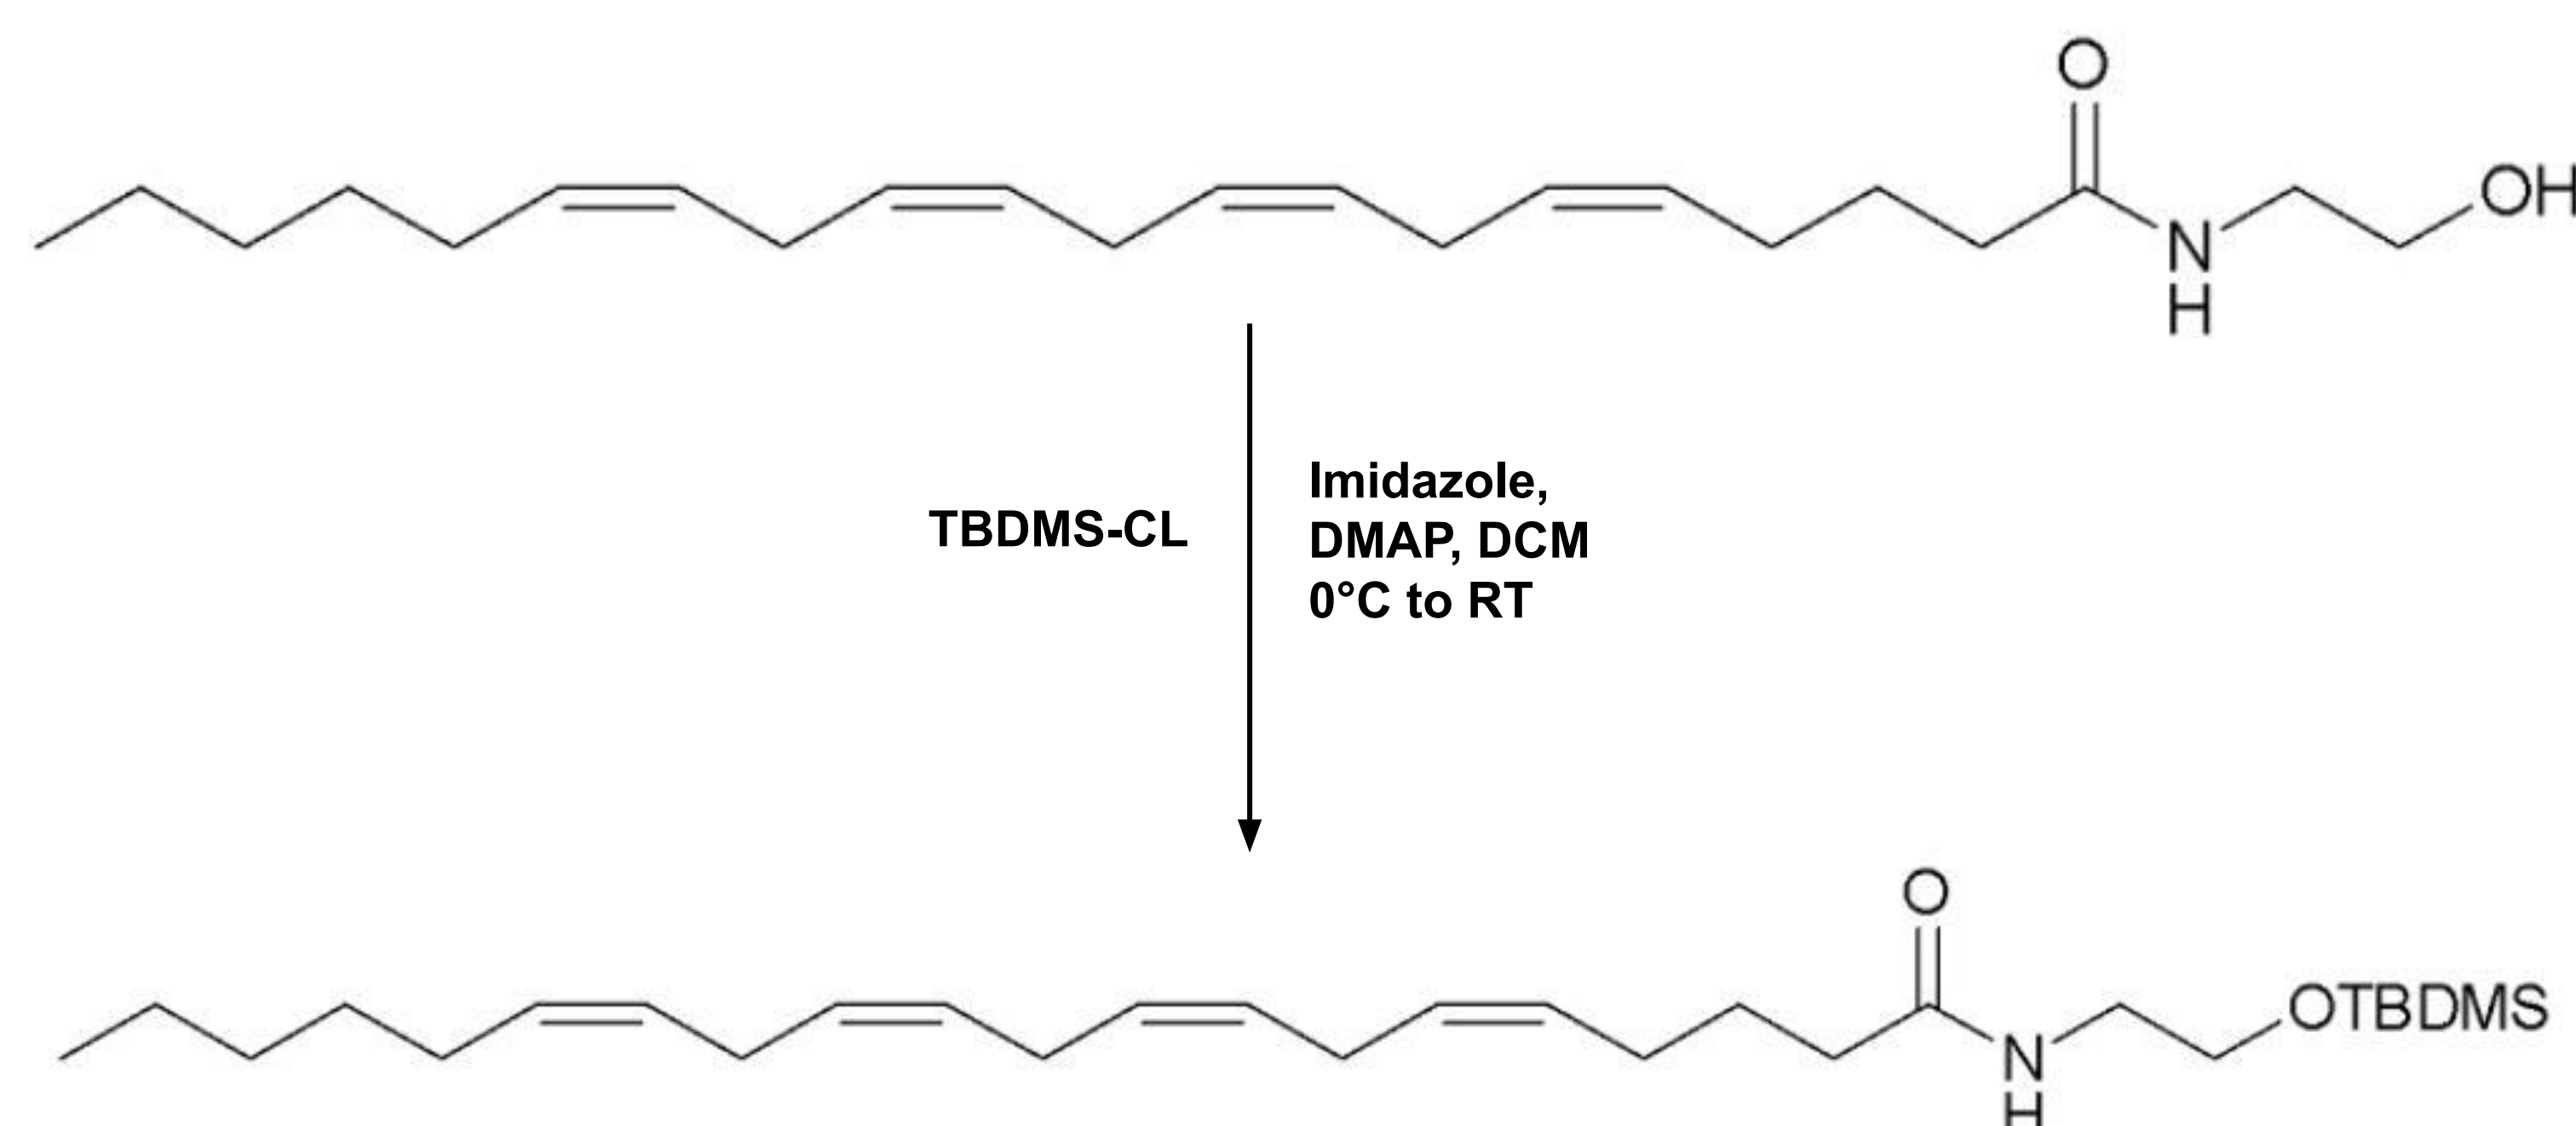 O
OH
N
H
TBDMS-CL
Imidazole,
DMAP, DCM
0°C to RT
O
OTBDMS
N
H